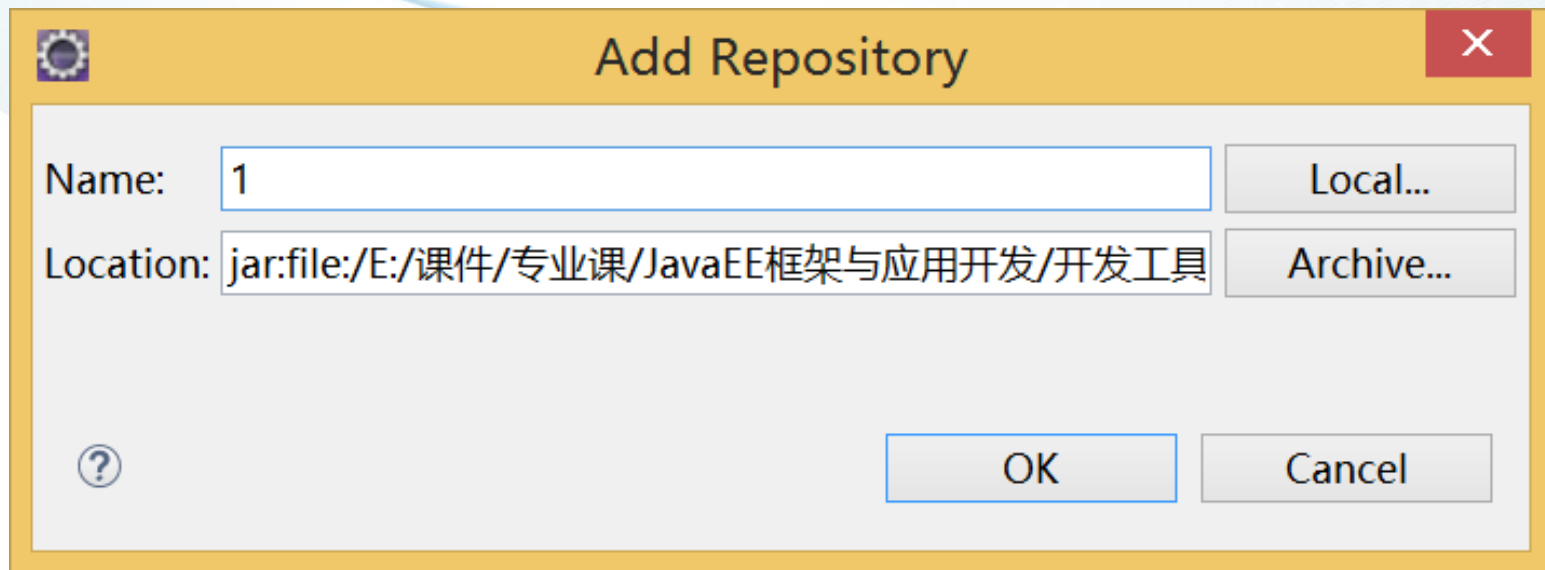 Add Repository
Name: 1 Local...
Location: jar:file:/E:/课件/专业课/JavaEE框架与应用开发/开发工具 Archive...
OK Cancel